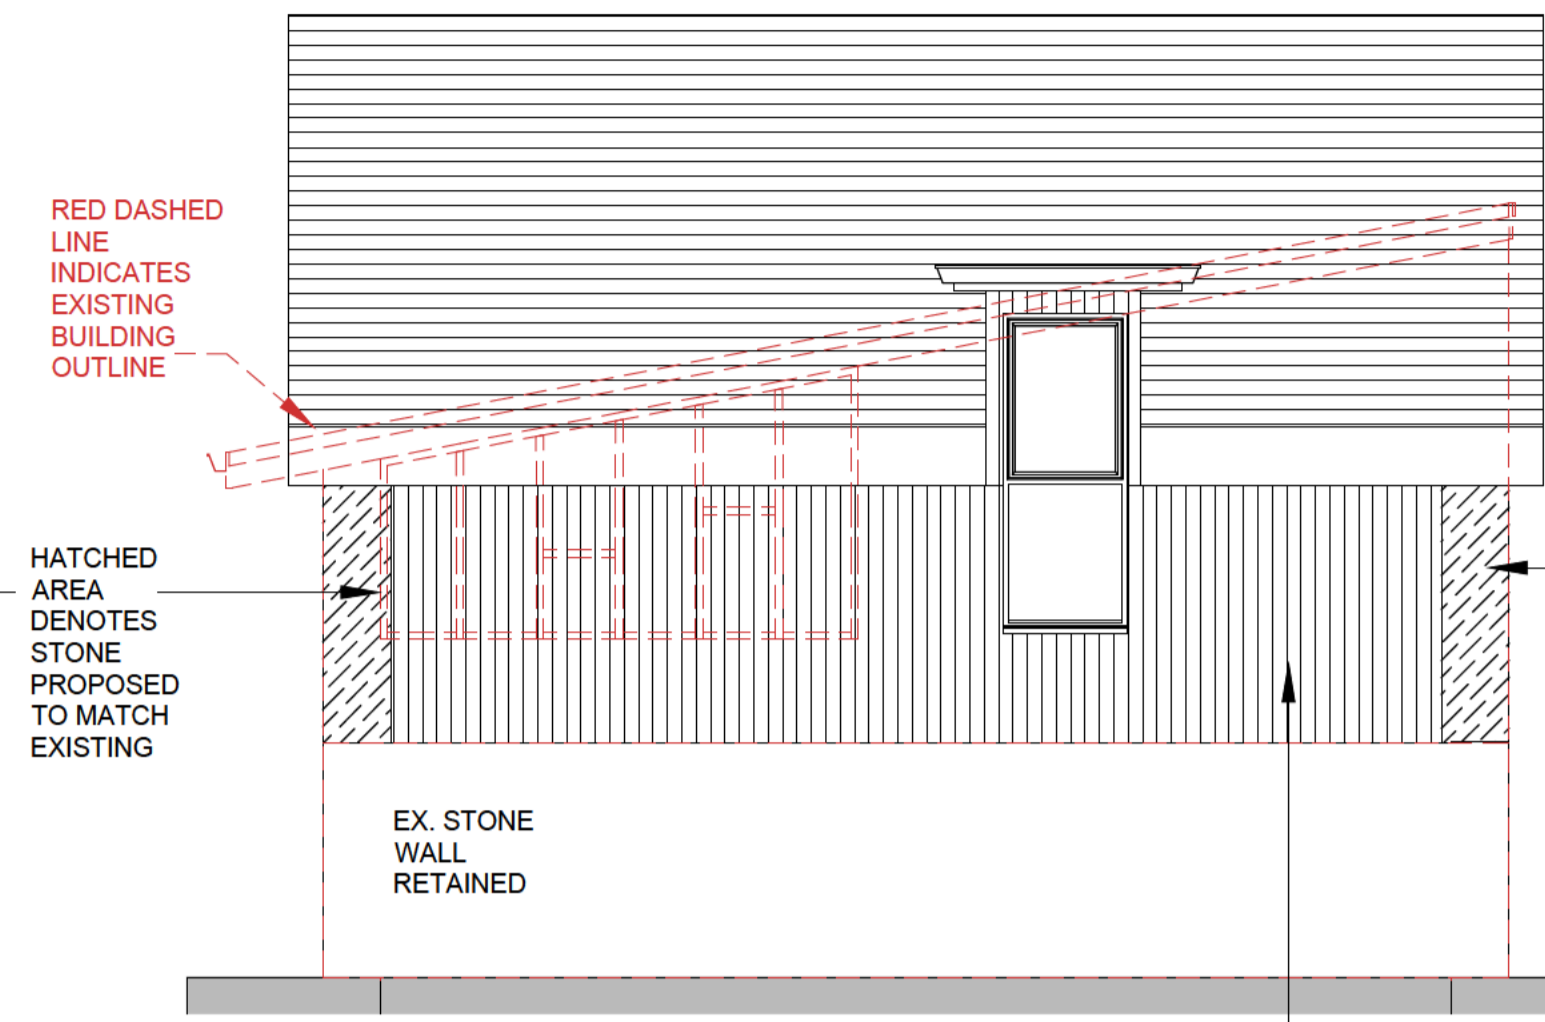 RED DASHED
LINE
INDICATES
EXISTING
BUILDING
OUTLINE
HATCHED
AREA
DENOTES
STONE
PROPOSED
TO MATCH
EXISTING
EX. STONE
WALL
RETAINED